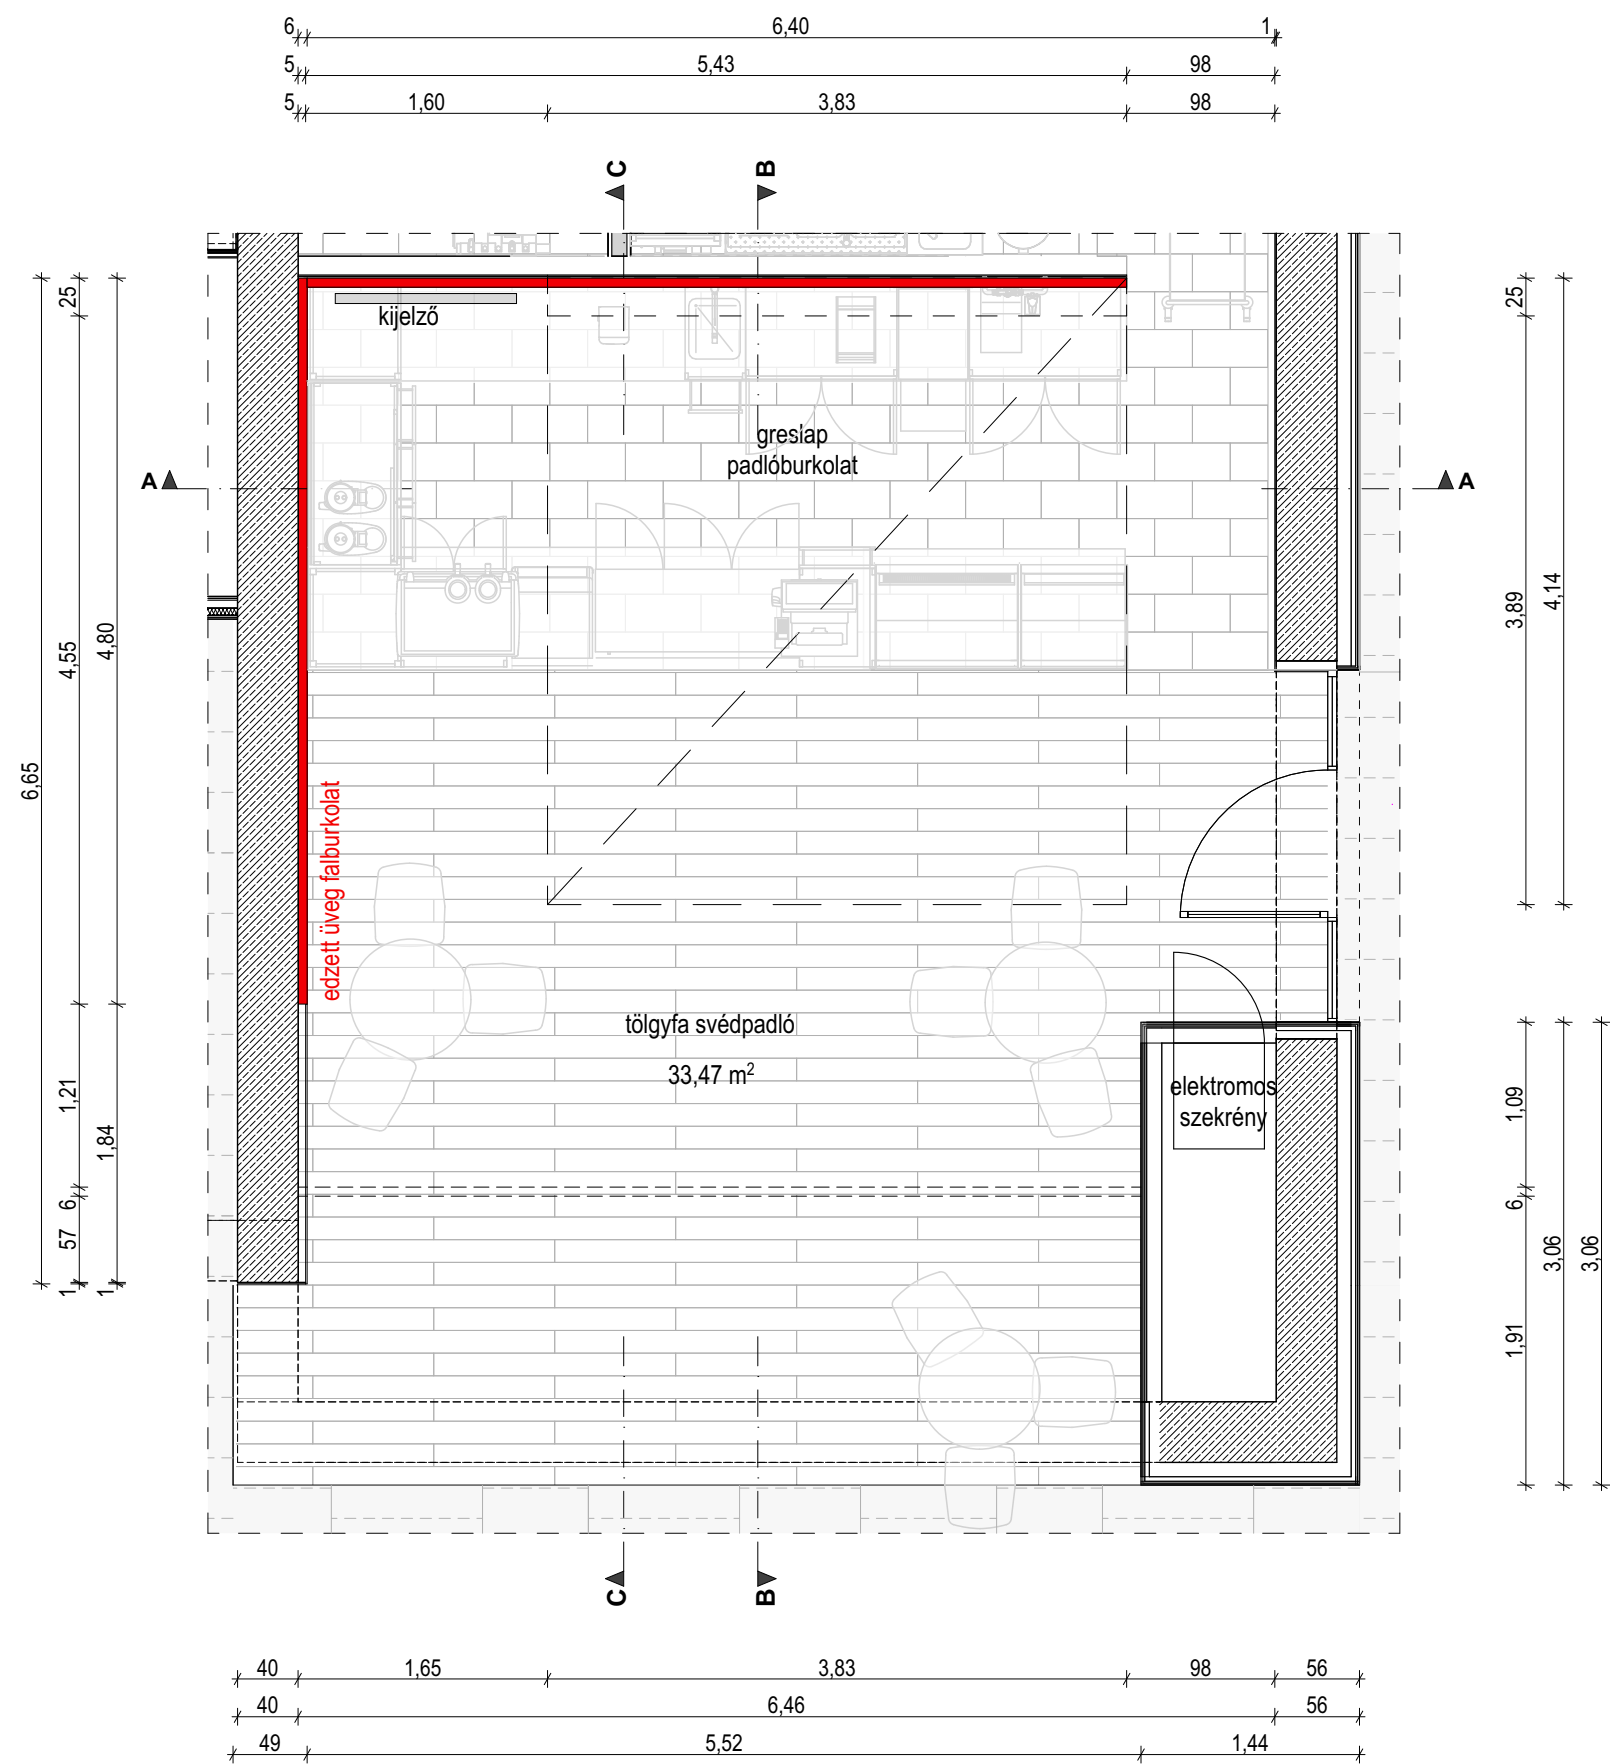 6 6,40 1
5 5,43 98
5 1,60 3,83 98
C B
kijelző
25
25
greslap
padlóburkolat
A A
4,55
4,80
6,65
3,89
4,14
edzett üveg falburkolat
tölgyfa svédpadló
33,47 m²
elektromos
szekrény
1,21
1,84
6
57
1
1
1,09
6
3,06
3,06
1,91
C B
40 1,65 3,83 98 56
40 6,46 56
49 5,52 1,44